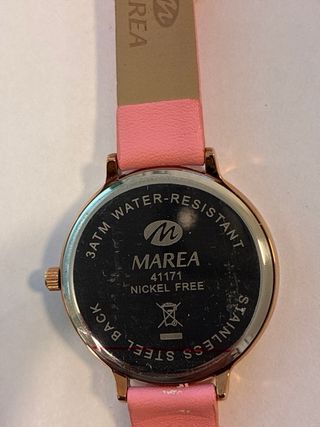 MAREA
3ATM WATER-RESISTANT
MAREA
41171
NICKEL FREE
STAINLESS STEEL BACK